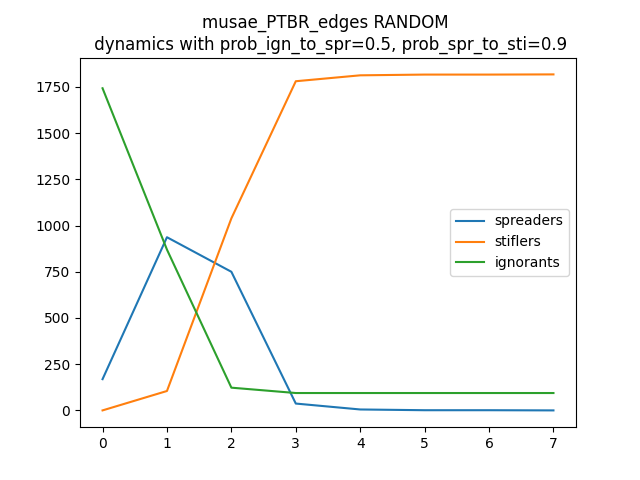 musae_PTBR_edges RANDOM
dynamics with prob_ign_to_spr=0.5, prob_spr_to_sti=0.9
1750
1500
1250
1000
750
500
250
0
spreaders
stiflers
ignorants
0 1 2 3 4 5 6 7